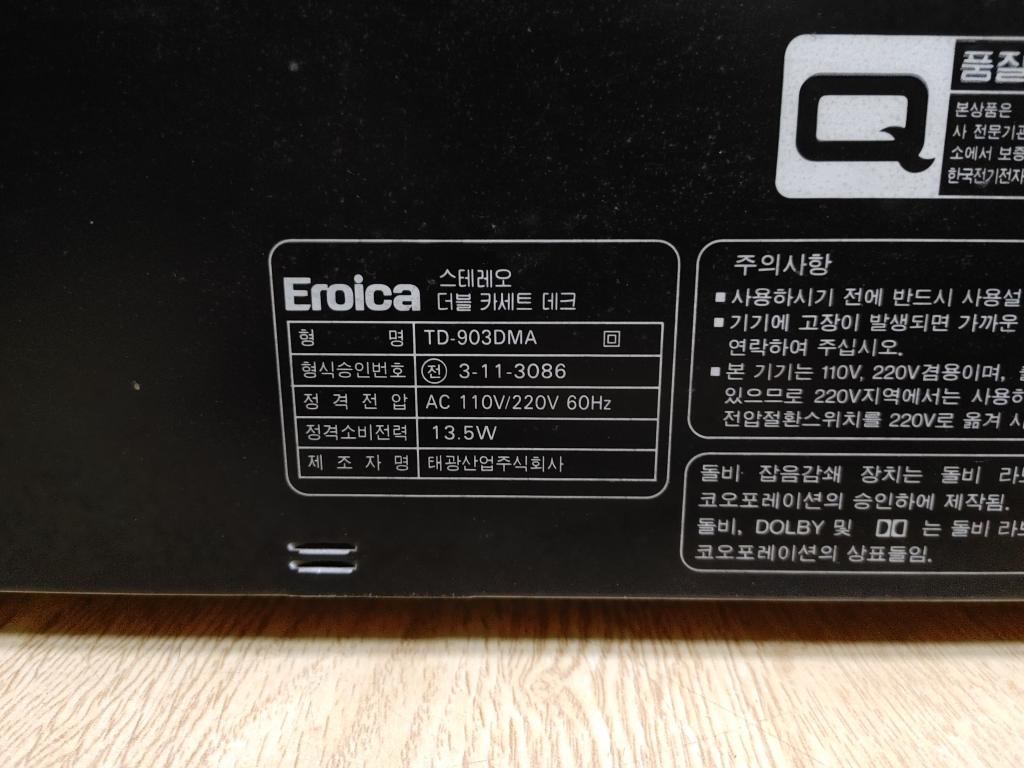 품질
본상품은
사 전문기관
소에서 보증
한국전기전자
Eroica 스테레오
더블 카세트 데크
형 명 TD-903DMA
형식승인번호 전 3-11-3086
정격전압 AC 110V/220V 60Hz
정격소비전력 13.5W
제조자명 태광산업주식회사
주의사항
■ 사용하시기 전에 반드시 사용설
■ 기기에 고장이 발생되면 가까운
연락하여 주십시오.
■ 본 기기는 110V, 220V겸용이며,
있으므로 220V지역에서는 사용하
전압절환스위치를 220V로 옮겨
돌비 잡음감쇄 장치는 돌비
코오포레이션의 승인하에 제작됨.
돌비, DOLBY 및 는 돌비
코오포레이션의 상표들임.